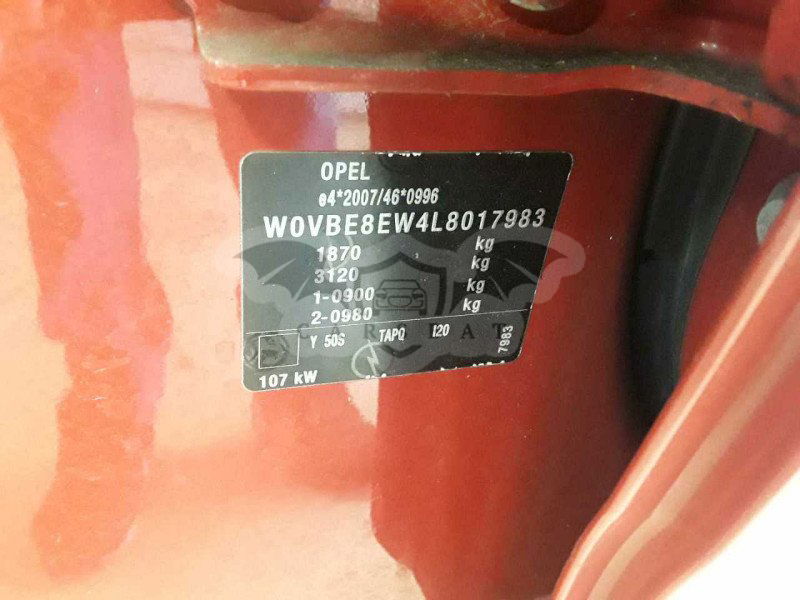 OPEL
e4*2007/46*0996
W0VBE8EW4L8017983
1870 kg
3120 kg
1-0900 kg
2-0980 kg
Y 50S TAPQ I20
7983
107 kW